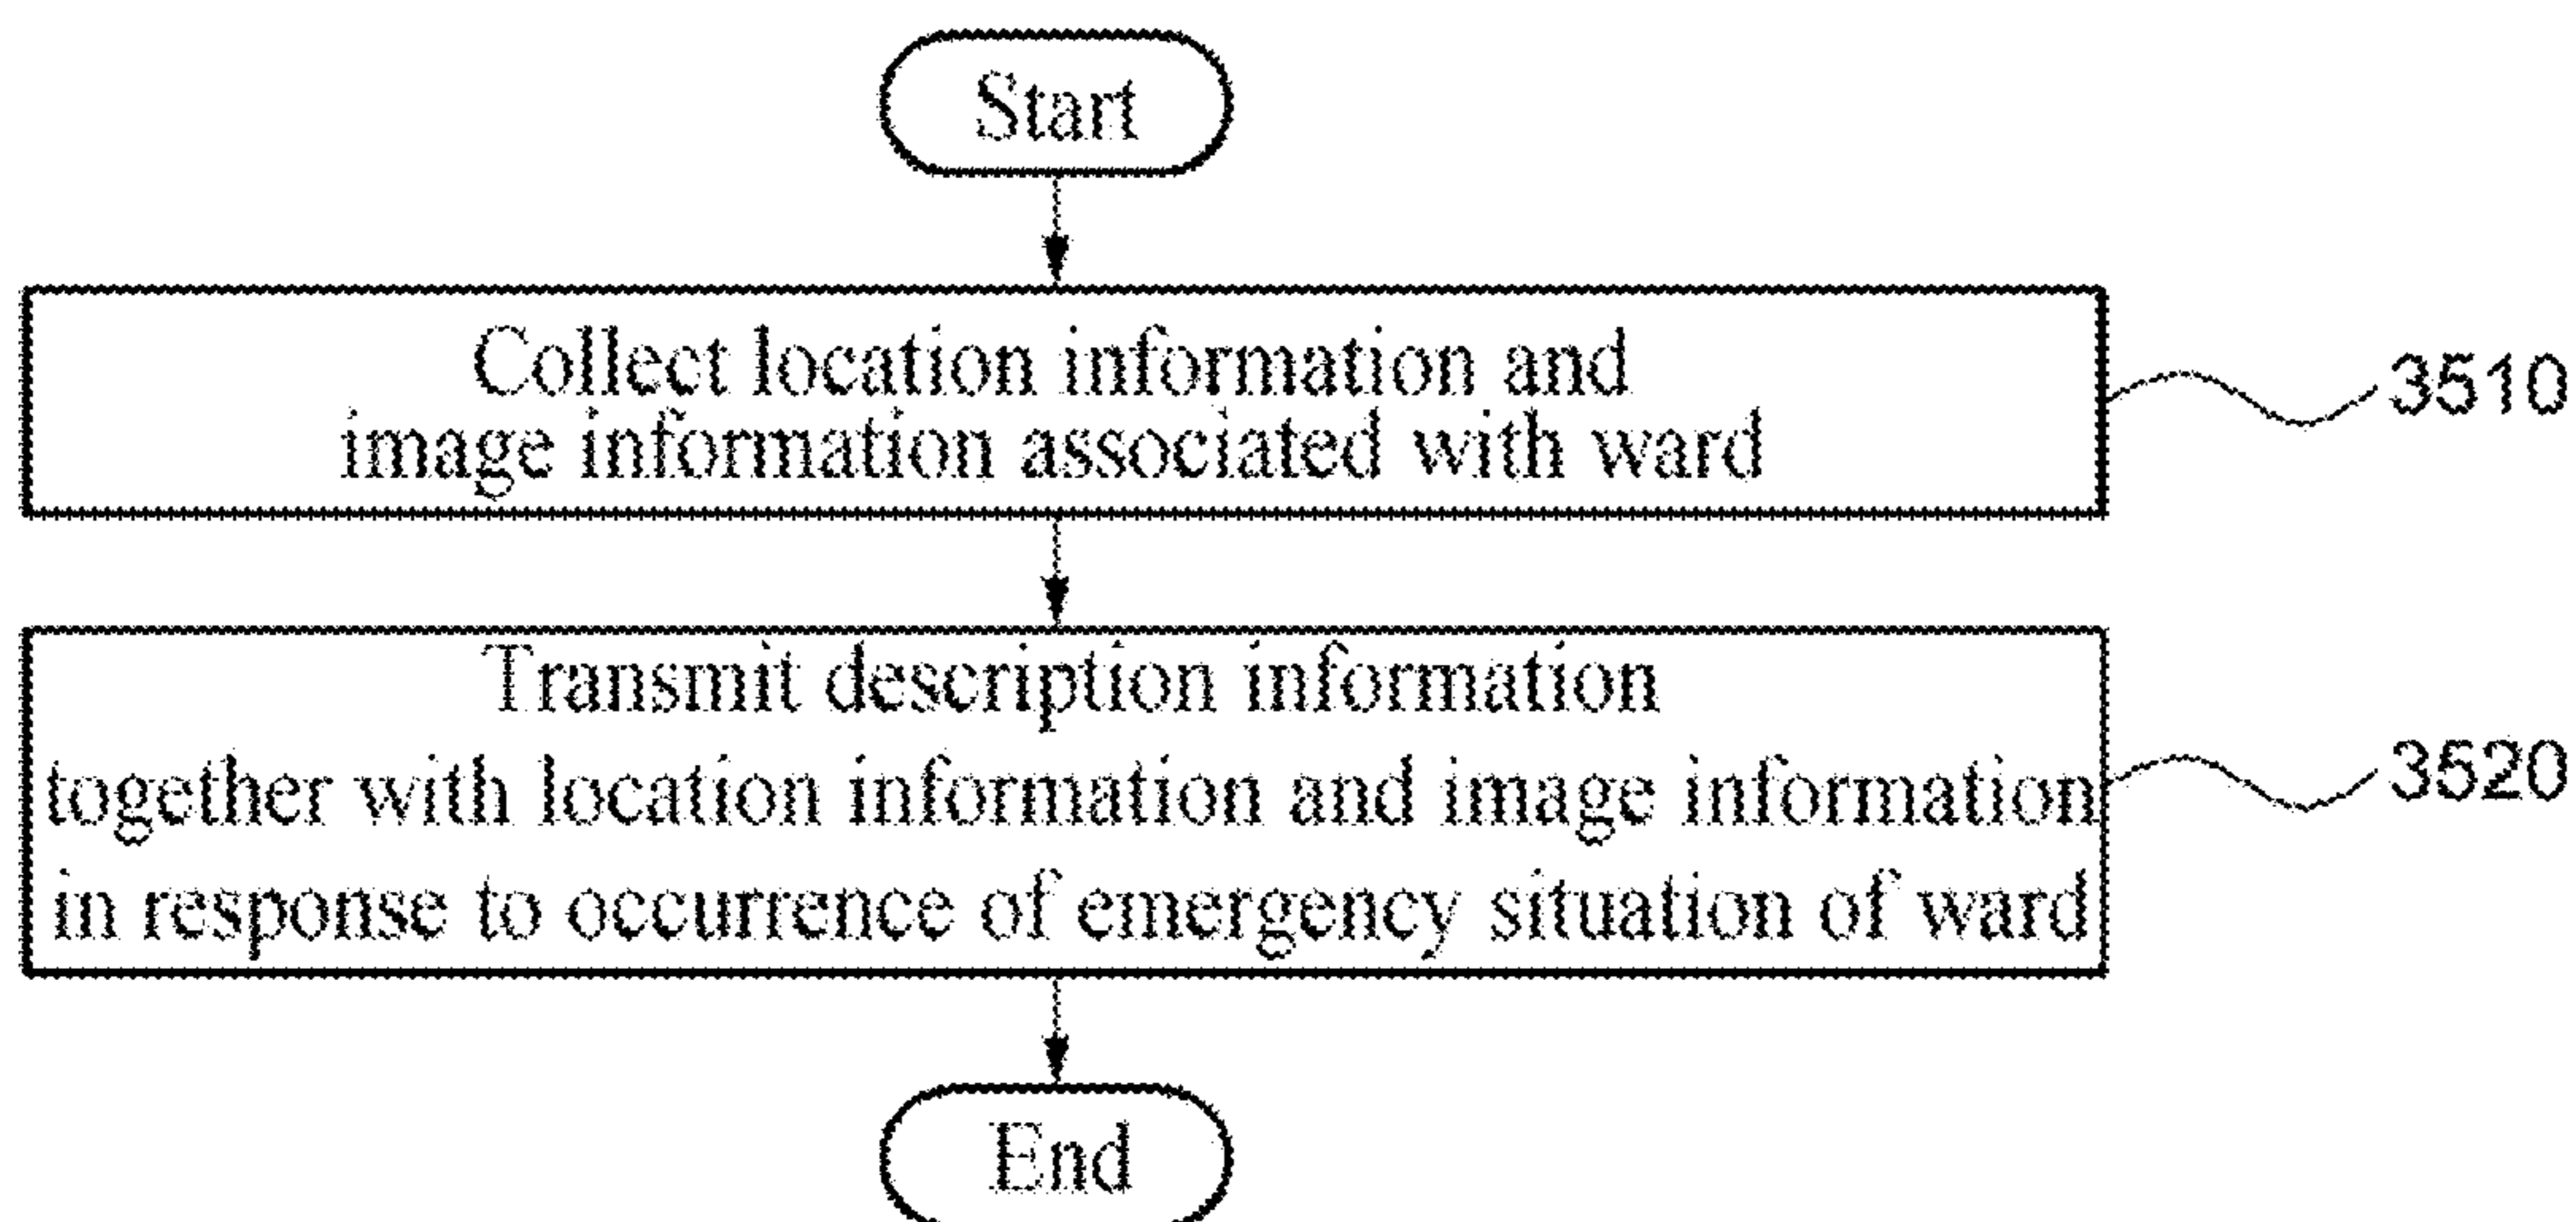 Start
Collect location information and
image information associated with ward
3510
Transmit description information
together with location information and image information
in response to occurrence of emergency situation of ward
3520
End